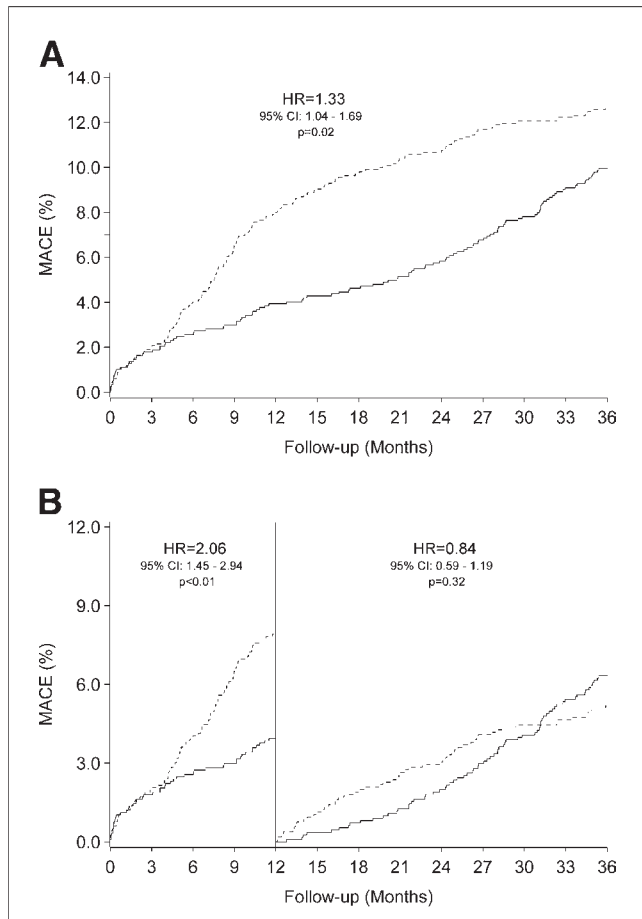 A
14.0
12.0
10.0
8.0
6.0
4.0
2.0
0.0
MACE (%)
HR=1.33
95% CI: 1.04 - 1.69
p=0.02
0 3 6 9 12 15 18 21 24 27 30 33 36
Follow-up (Months)
B
12.0
9.0
6.0
3.0
0.0
MACE (%)
HR=2.06
95% CI: 1.45 - 2.94
p<0.01
HR=0.84
95% CI: 0.59 - 1.19
p=0.32
0 3 6 9 12 15 18 21 24 27 30 33 36
Follow-up (Months)